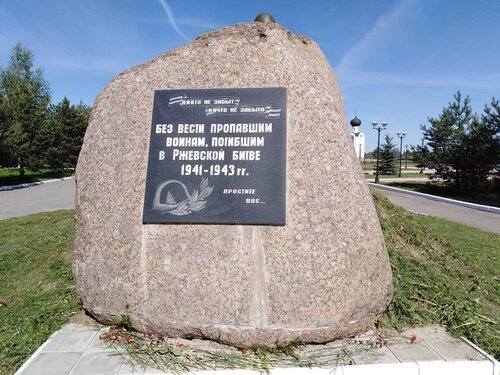 НИКТО НЕ ЗАБЫТ,
НИЧТО НЕ ЗАБЫТО
БЕЗ ВЕСТИ ПРОПАВШИМ
ВОИНАМ, ПОГИБШИМ
В РЖЕВСКОЙ БИТВЕ
1941-1943 гг.
ПРОСТИТЕ
НАС...